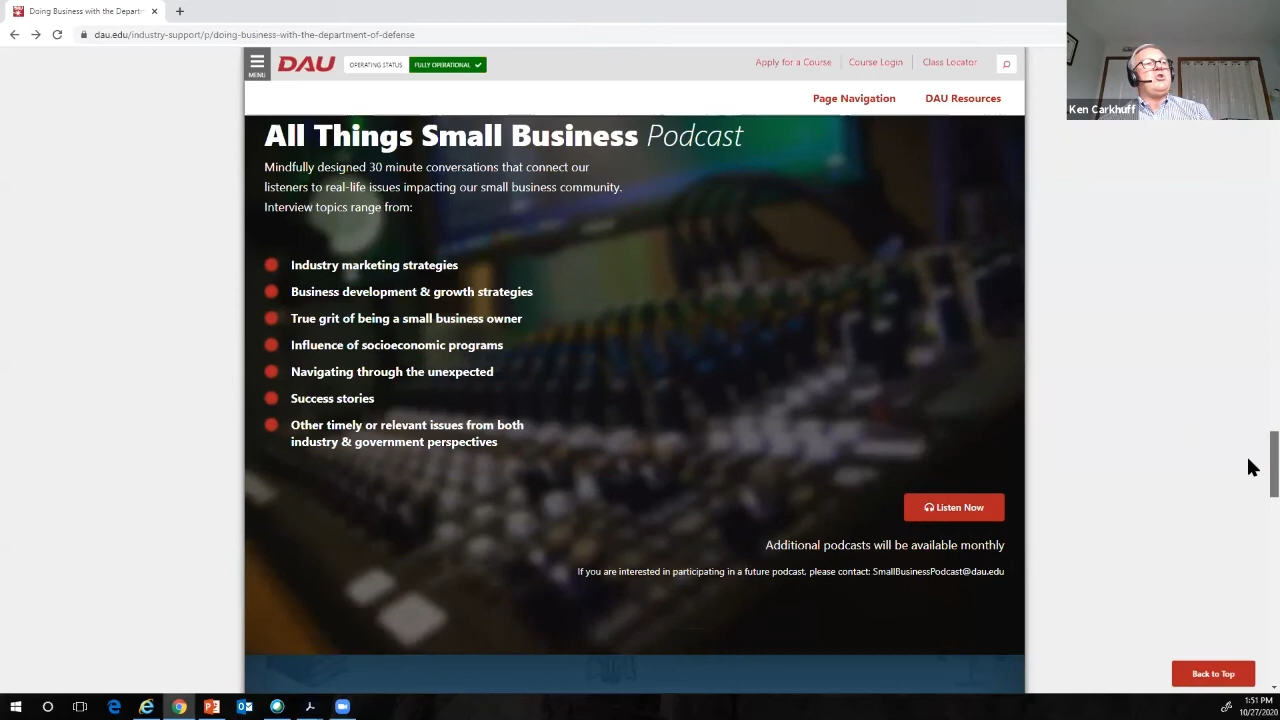 Doing Business with the Departm
dau.edu/industry-support/p/doing-business-with-the-department-of-defense
Ken Carkhuff
MENU
DAU
OPERATING STATUS
FULLY OPERATIONAL
Apply for a Course
Course Login
Class Locator
Page Navigation
DAU Resources
All Things Small Business Podcast
Mindfully designed 30 minute conversations that connect our
listeners to real-life issues impacting our small business community.
Interview topics range from:
Industry marketing strategies
Business development & growth strategies
True grit of being a small business owner
Influence of socioeconomic programs
Navigating through the unexpected
Success stories
Other timely or relevant issues from both
industry & government perspectives
Listen Now
Additional podcasts will be available monthly
If you are interested in participating in a future podcast, please contact: SmallBusinessPodcast@dau.edu
Back to Top
1:51 PM
10/27/2020